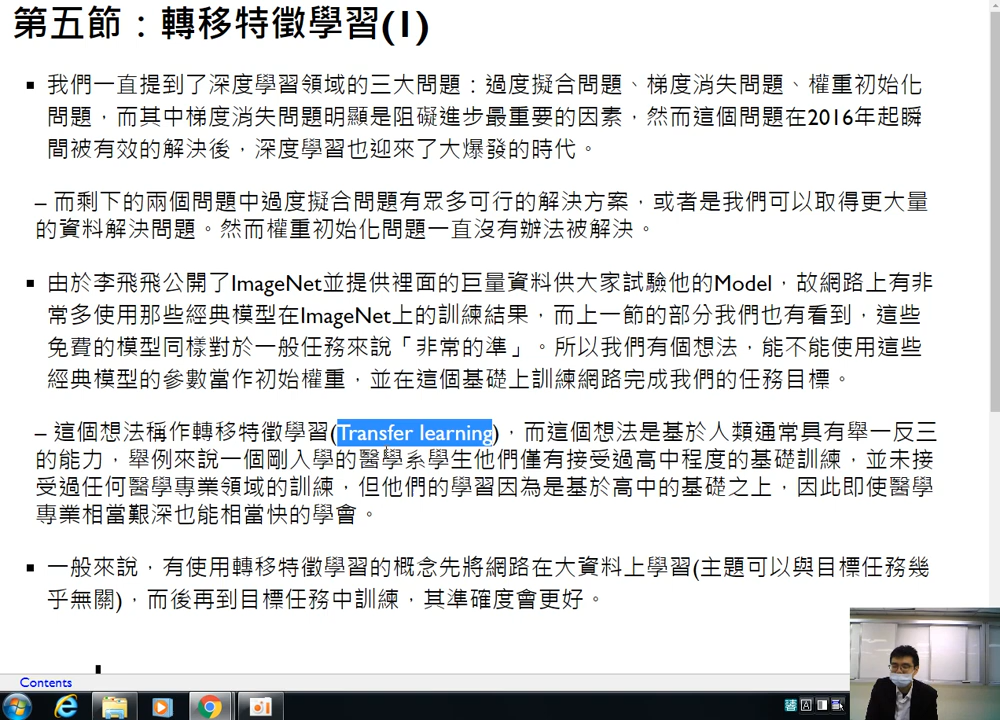 第五節：轉移特徵學習(1)
▪ 我們一直提到了深度學習領域的三大問題：過度擬合問題、梯度消失問題、權重初始化
問題，而其中梯度消失問題明顯是阻礙進步最重要的因素，然而這個問題在2016年起瞬
間被有效的解決後，深度學習也迎來了大爆發的時代。
– 而剩下的兩個問題中過度擬合問題有眾多可行的解決方案，或者是我們可以取得更大量
的資料解決問題。然而權重初始化問題一直沒有辦法被解決。
▪ 由於李飛飛公開了ImageNet並提供裡面的巨量資料供大家試驗他的Model，故網路上有非
常多使用那些經典模型在ImageNet上的訓練結果，而上一節的部分我們也有看到，這些
免費的模型同樣對於一般任務來說「非常的準」。所以我們有個想法，能不能使用這些
經典模型的參數當作初始權重，並在這個基礎上訓練網路完成我們的任務目標。
– 這個想法稱作轉移特徵學習(Transfer learning)，而這個想法是基於人類通常具有舉一反三
的能力，舉例來說一個剛入學的醫學系學生他們僅有接受過高中程度的基礎訓練，並未接
受過任何醫學專業領域的訓練，但他們的學習因為是基於高中的基礎之上，因此即使醫學
專業相當艱深也能相當快的學會。
▪ 一般來說，有使用轉移特徵學習的概念先將網路在大資料上學習(主題可以與目標任務幾
乎無關)，而後再到目標任務中訓練，其準確度會更好。
Contents